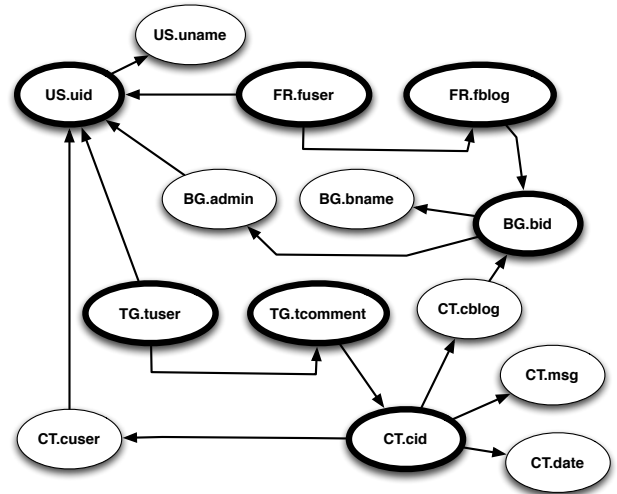 US.uname
US.uid
FR.fuser
FR.fblog
BG.admin
BG.bname
BG.bid
TG.tuser
TG.tcomment
CT.cblog
CT.msg
CT.cuser
CT.cid
CT.date